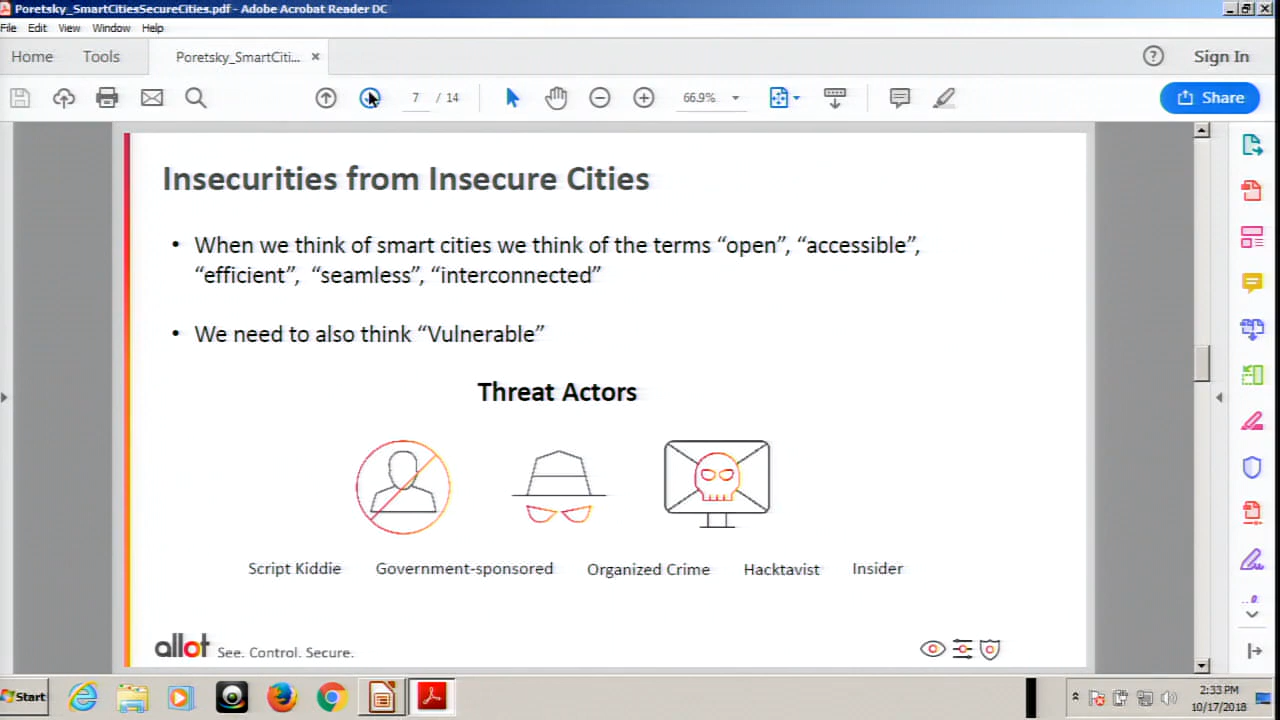 Poretsky_SmartCitiesSecureCities.pdf - Adobe Acrobat Reader DC
File Edit View Window Help
Home Tools Poretsky_SmartCiti... × Sign In
7 / 14 66.9% Share
Insecurities from Insecure Cities
• When we think of smart cities we think of the terms “open”, “accessible”,
“efficient”, “seamless”, “interconnected”
• We need to also think “Vulnerable”
Threat Actors
Script Kiddie Government-sponsored Organized Crime Hacktavist Insider
allot See. Control. Secure.
Start
2:33 PM
10/17/2018